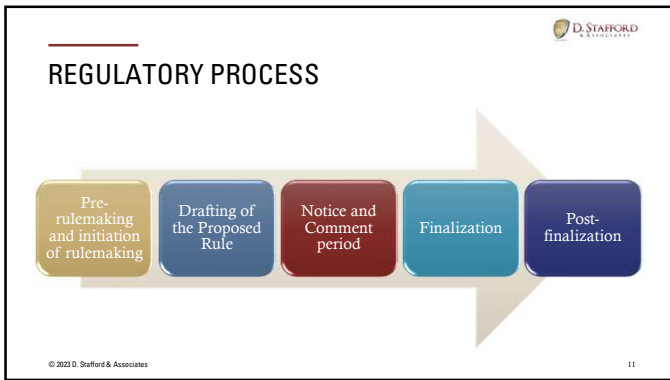 D. STAFFORD
& ASSOCIATES
REGULATORY PROCESS
Pre-
rulemaking
and initiation
of rulemaking
Drafting of
the Proposed
Rule
Notice and
Comment
period
Finalization
Post-
finalization
© 2023 D. Stafford & Associates
11